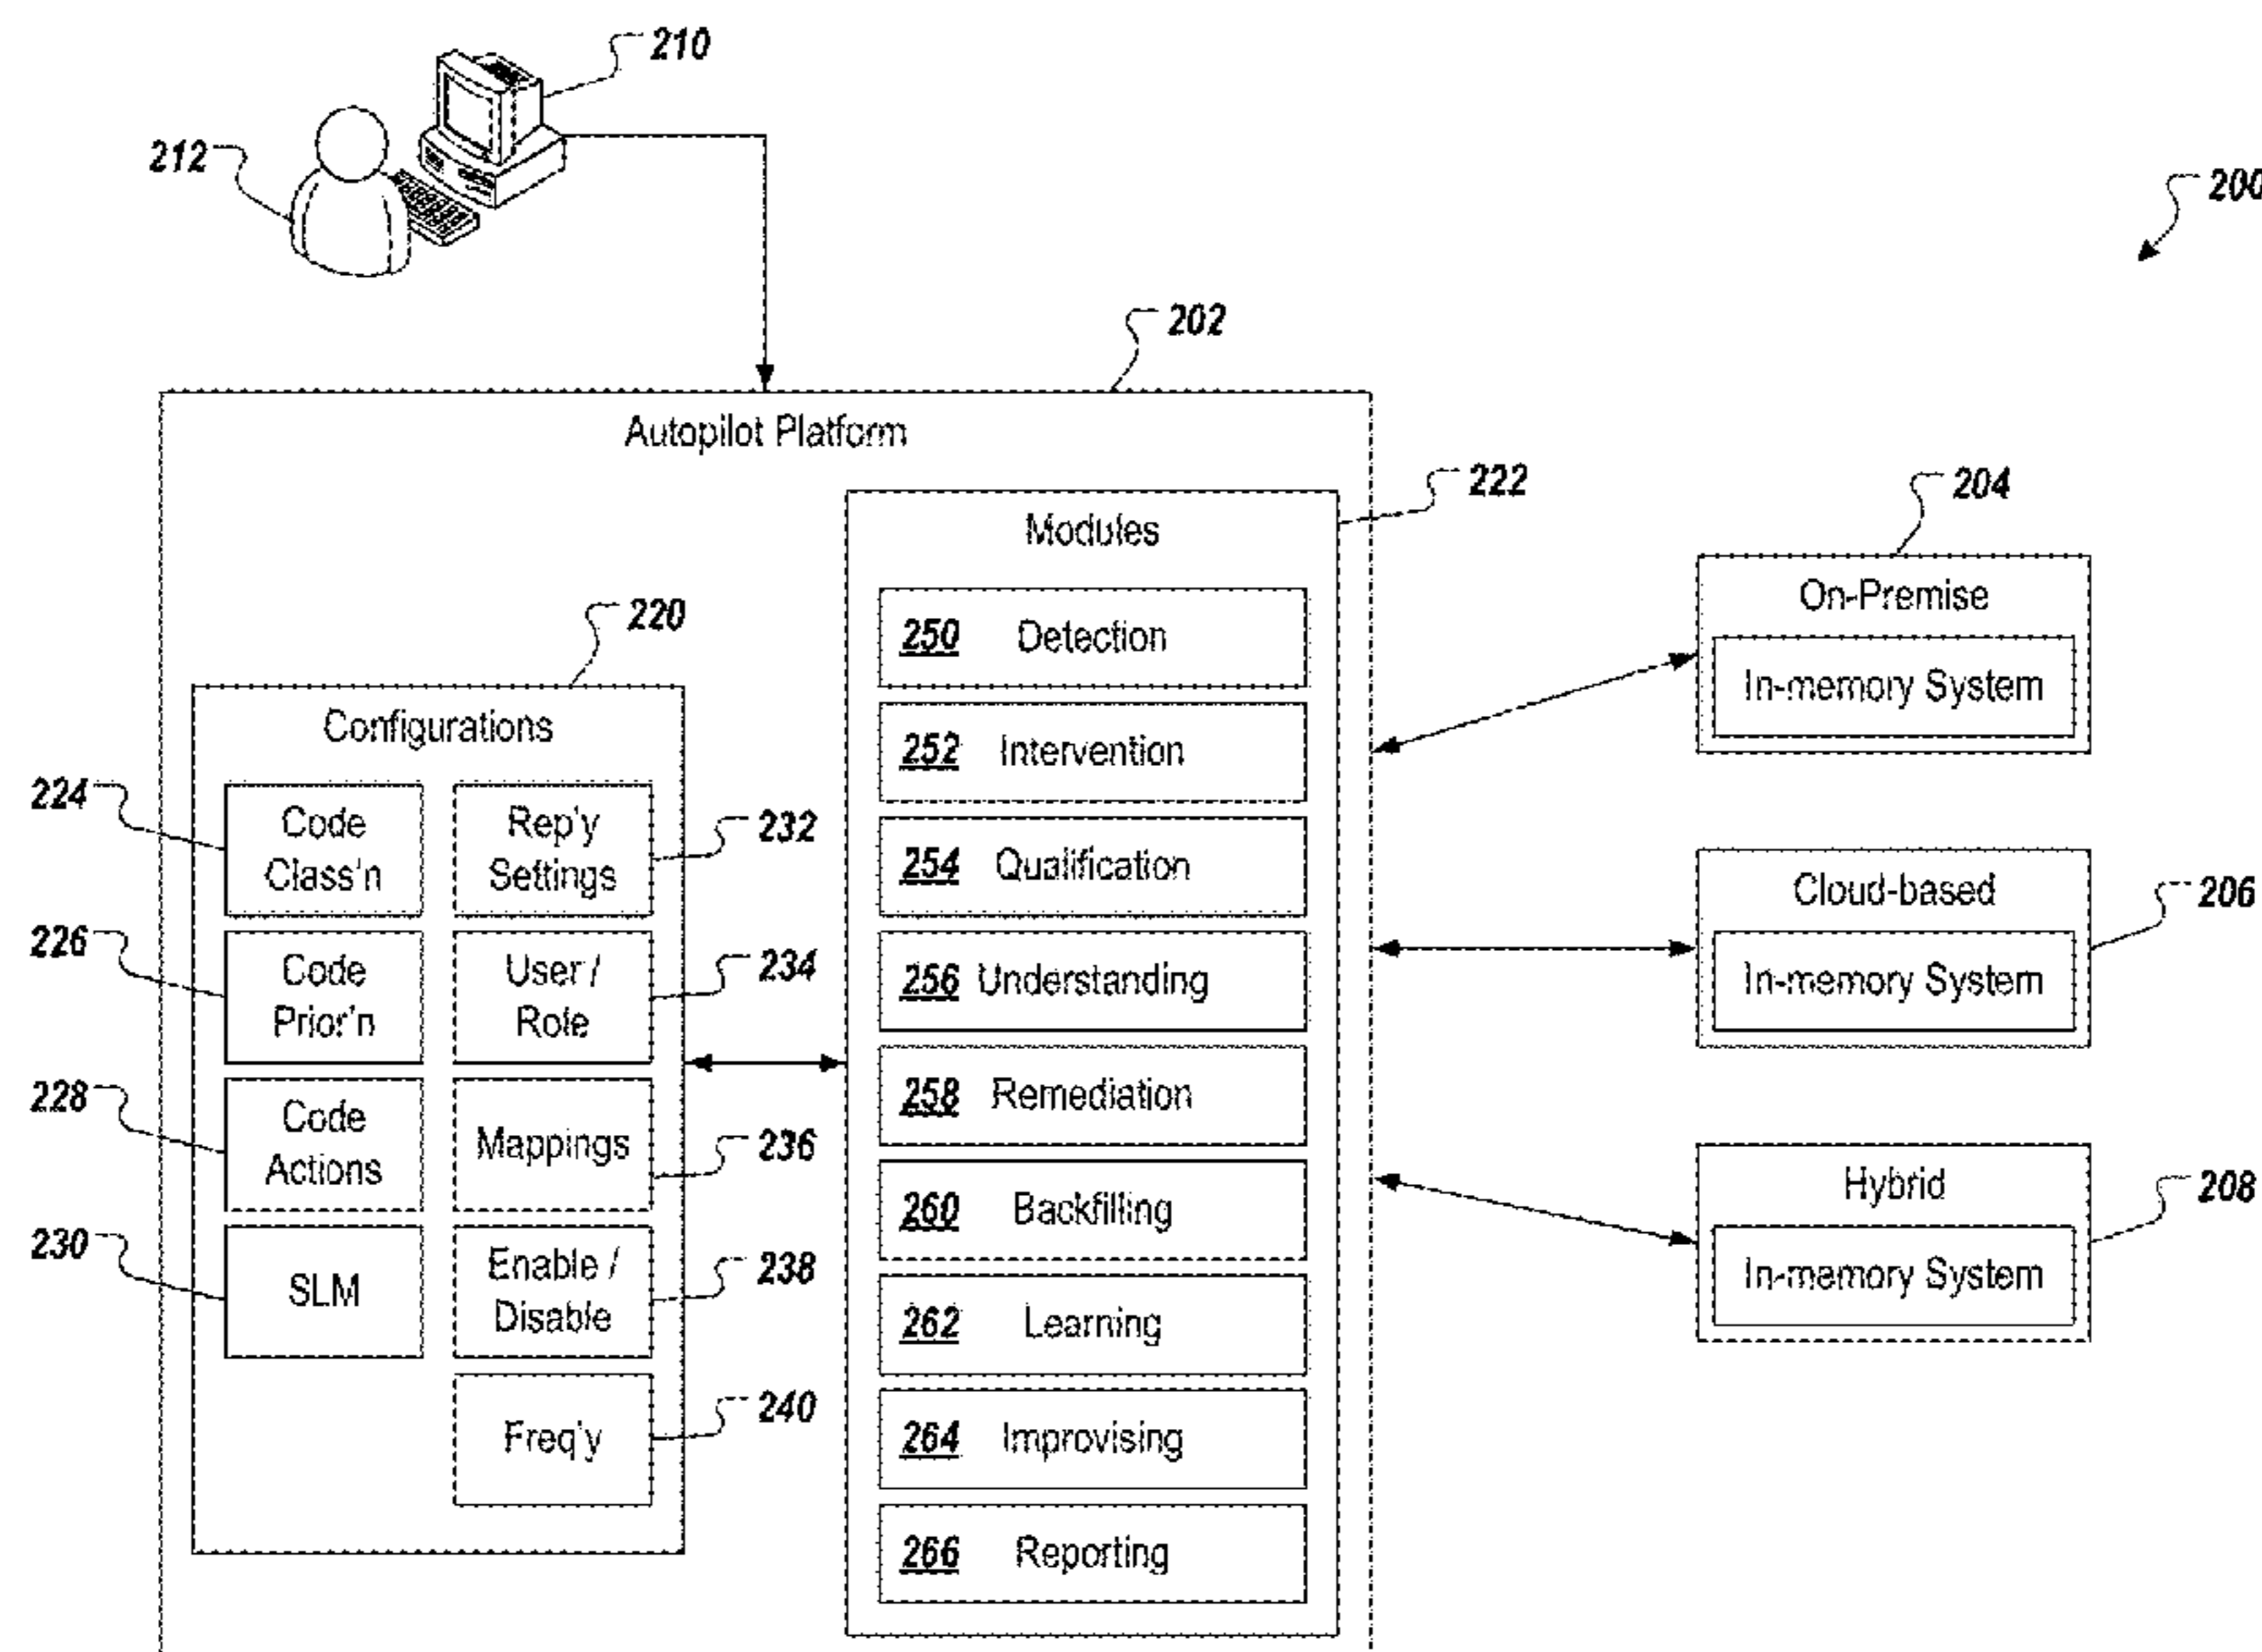 210
212
200
202
Autopilot Platform
222
204
Modules
On-Premise
In-memory System
250 Detection
220
Configurations
252 Intervention
224
Code
Class'n
Rep'y
Settings
232
254 Qualification
Cloud-based
206
In-memory System
226
Code
Prior'n
User /
Role
234
256 Understanding
228
Code
Actions
Mappings
236
258 Remediation
Hybrid
208
In-memory System
260 Backfilling
230
SLM
Enable /
Disable
238
262 Learning
Freq'y
240
264 Improvising
266 Reporting